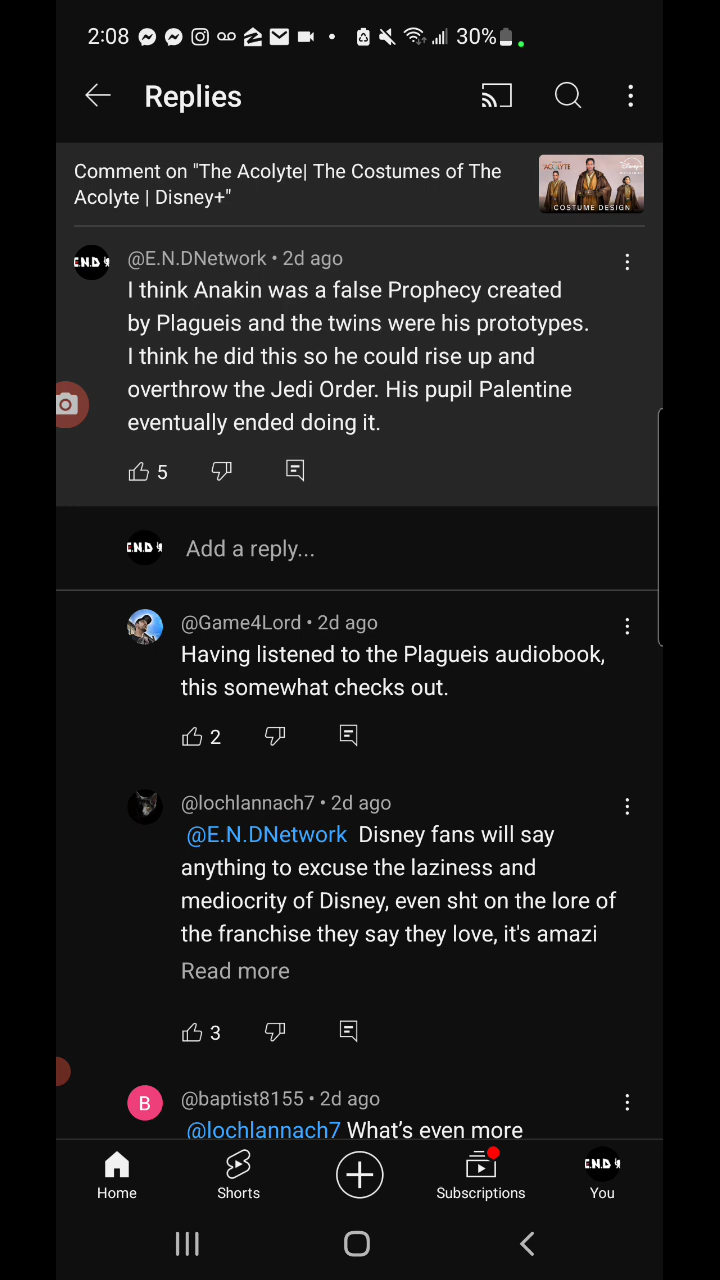 2:08
30%
Replies
Comment on "The Acolyte| The Costumes of The
Acolyte | Disney+"
COSTUME DESIGN
@E.N.DNetwork • 2d ago
I think Anakin was a false Prophecy created
by Plagueis and the twins were his prototypes.
I think he did this so he could rise up and
overthrow the Jedi Order. His pupil Palentine
eventually ended doing it.
5
Add a reply...
@Game4Lord • 2d ago
Having listened to the Plagueis audiobook,
this somewhat checks out.
2
@lochlannach7 • 2d ago
@E.N.DNetwork Disney fans will say
anything to excuse the laziness and
mediocrity of Disney, even sht on the lore of
the franchise they say they love, it's amazi
Read more
3
B
@baptist8155 • 2d ago
@lochlannach7 What's even more
Home
Shorts
Subscriptions
You